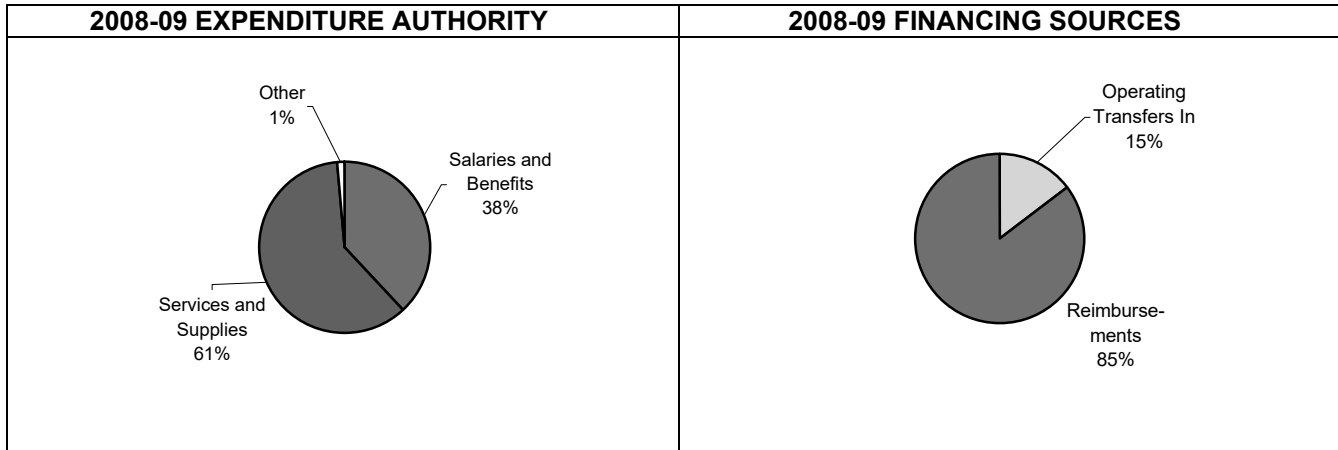 2008-09 EXPENDITURE AUTHORITY
2008-09 FINANCING SOURCES
Other
1%
Salaries and
Benefits
38%
Services and
Supplies
61%
Operating
Transfers In
15%
Reimburse-
ments
85%